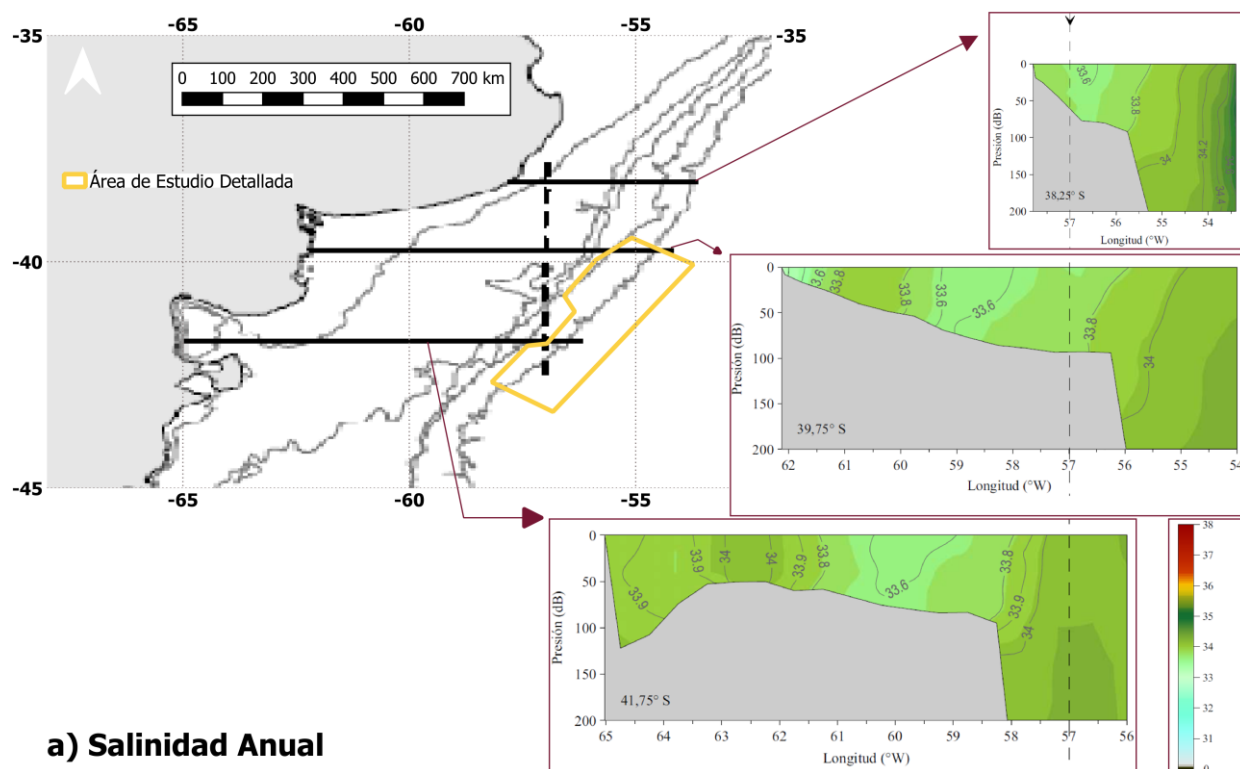 -65 -60 -55
-35 -35
0 100 200 300 400 500 600 700 km
Área de Estudio Detallada
-40
-45
-65 -60 -55
Presión (dB)
0
50
100
150
200
33.6
33.8
34
34.2
34.4
38,25° S
57 56 55 54
Longitud (°W)
Presión (dB)
0
50
100
150
200
3.6
33.8
33.8
33.6
33.6
33.8
34
39,75° S
62 61 60 59 58 57 56 55 54
Longitud (°W)
Presión (dB)
0
50
100
150
200
33.9
33.9
34
34
33.9
33.8
33.6
33.8
33.9
34
41,75° S
65 64 63 62 61 60 59 58 57 56
Longitud (°W)
38
37
36
35
34
33
32
31
0
a) Salinidad Anual